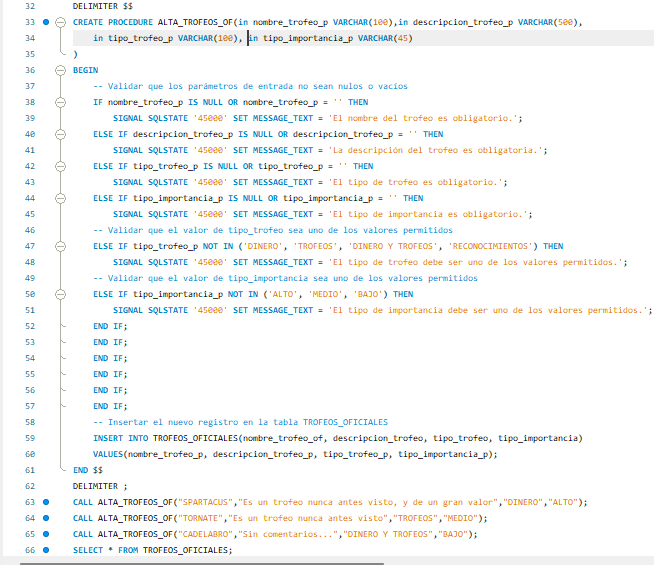 32 DELIMITER $$
33 CREATE PROCEDURE ALTA_TROFEOS_OF(in nombre_trofeo_p VARCHAR(100),in descripcion_trofeo_p VARCHAR(500),
34 in tipo_trofeo_p VARCHAR(100), in tipo_importancia_p VARCHAR(45)
35 )
36 BEGIN
37 -- Validar que los parámetros de entrada no sean nulos o vacíos
38 IF nombre_trofeo_p IS NULL OR nombre_trofeo_p = '' THEN
39 SIGNAL SQLSTATE '45000' SET MESSAGE_TEXT = 'El nombre del trofeo es obligatorio.';
40 ELSE IF descripcion_trofeo_p IS NULL OR descripcion_trofeo_p = '' THEN
41 SIGNAL SQLSTATE '45000' SET MESSAGE_TEXT = 'La descripción del trofeo es obligatoria.';
42 ELSE IF tipo_trofeo_p IS NULL OR tipo_trofeo_p = '' THEN
43 SIGNAL SQLSTATE '45000' SET MESSAGE_TEXT = 'El tipo de trofeo es obligatorio.';
44 ELSE IF tipo_importancia_p IS NULL OR tipo_importancia_p = '' THEN
45 SIGNAL SQLSTATE '45000' SET MESSAGE_TEXT = 'El tipo de importancia es obligatorio.';
46 -- Validar que el valor de tipo_trofeo sea uno de los valores permitidos
47 ELSE IF tipo_trofeo_p NOT IN ('DINERO', 'TROFEOS', 'DINERO Y TROFEOS', 'RECONOCIMIENTOS') THEN
48 SIGNAL SQLSTATE '45000' SET MESSAGE_TEXT = 'El tipo de trofeo debe ser uno de los valores permitidos.';
49 -- Validar que el valor de tipo_importancia sea uno de los valores permitidos
50 ELSE IF tipo_importancia_p NOT IN ('ALTO', 'MEDIO', 'BAJO') THEN
51 SIGNAL SQLSTATE '45000' SET MESSAGE_TEXT = 'El tipo de importancia debe ser uno de los valores permitidos.';
52 END IF;
53 END IF;
54 END IF;
55 END IF;
56 END IF;
57 END IF;
58 -- Insertar el nuevo registro en la tabla TROFEOS_OFICIALES
59 INSERT INTO TROFEOS_OFICIALES(nombre_trofeo_of, descripcion_trofeo, tipo_trofeo, tipo_importancia)
60 VALUES(nombre_trofeo_p, descripcion_trofeo_p, tipo_trofeo_p, tipo_importancia_p);
61 END $$
62 DELIMITER ;
63 CALL ALTA_TROFEOS_OF("SPARTACUS","Es un trofeo nunca antes visto, y de un gran valor","DINERO","ALTO");
64 CALL ALTA_TROFEOS_OF("TORNATE","Es un trofeo nunca antes visto","TROFEOS","MEDIO");
65 CALL ALTA_TROFEOS_OF("CADELABRO","Sin comentarios...","DINERO Y TROFEOS","BAJO");
66 SELECT * FROM TROFEOS_OFICIALES;